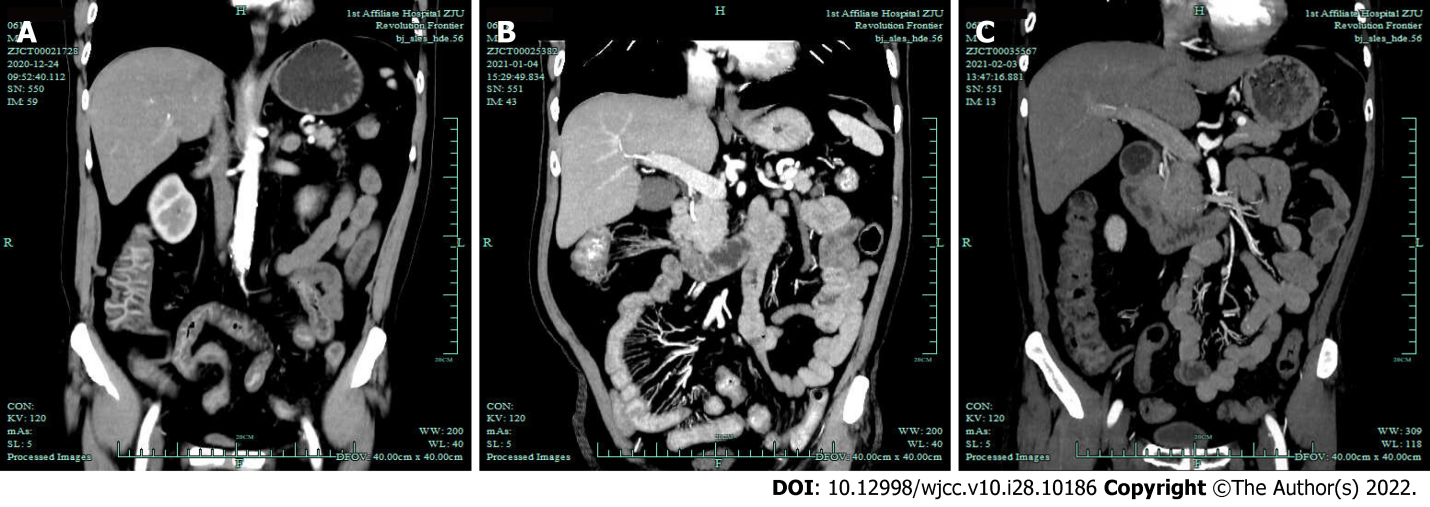 A
H
1st Affiliate Hospital ZJU
Revolution Frontier
bj_sles_hde.56
M
ZJCT00021728
2020-12-24
09:52:40.112
SN: 550
IM: 59
R
L
20CM
CON:
KV: 120
mAs:
SL: 5
Processed Images
20CM
F
WW: 200
WL: 40
DFOV: 40.00cm x 40.00cm
B
H
1st Affiliate Hospital ZJU
Revolution Frontier
bj_sles_hde.56
ZJCT00025382
2021-01-04
15:29:49.834
SN: 551
IM: 43
R
L
20CM
CON:
KV: 120
mAs:
SL: 5
Processed Images
20CM
F
WW: 200
WL: 40
DFOV: 40.00cm x 40.00cm
C
H
1st Affiliate Hospital ZJU
Revolution Frontier
bj_sles_hde.56
ZJCT00035567
2021-02-03
13:47:16.881
SN: 551
IM: 13
R
L
20CM
CON:
KV: 120
mAs:
SL: 5
Processed Images
20CM
F
WW: 309
WL: 118
DFOV: 40.00cm x 40.00cm
DOI: 10.12998/wjcc.v10.i28.10186 Copyright ©The Author(s) 2022.